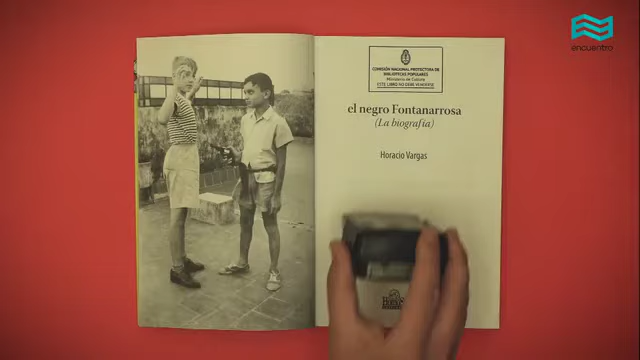 encuentro
COMISIÓN NACIONAL PROTECTORA DE
BIBLIOTECAS POPULARES
Ministerio de Cultura
ESTE LIBRO NO DEBE VENDERSE
el negro Fontanarrosa
(La biografía)
Horacio Vargas